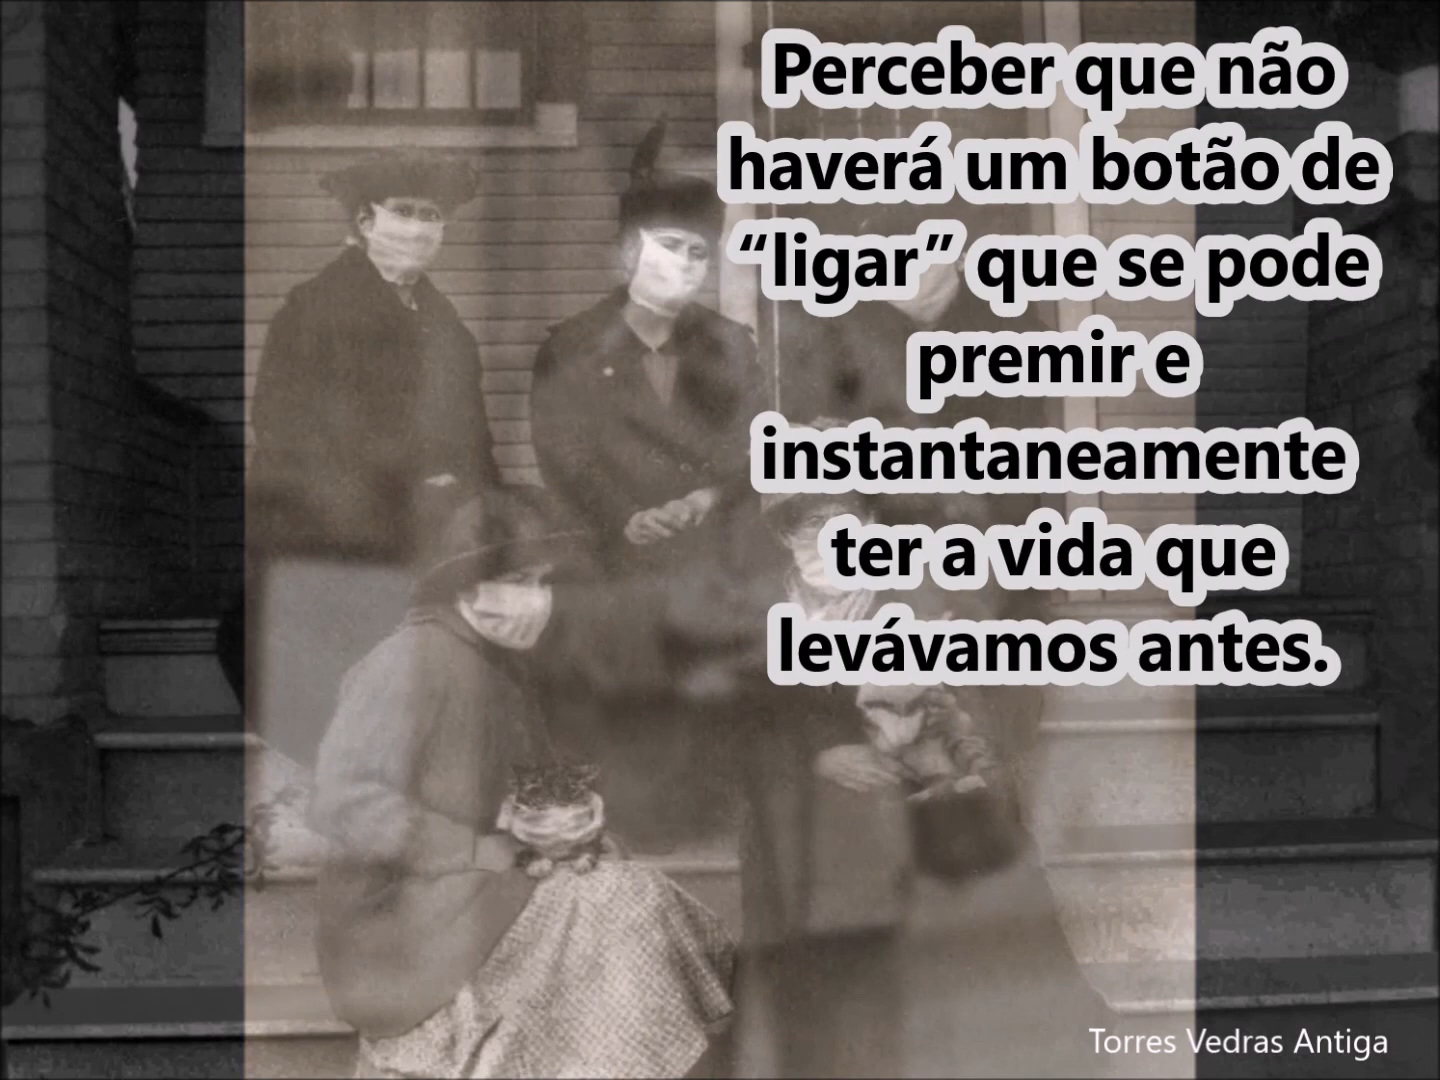 Perceber que não
haverá um botão de
“ligar” que se pode
premir e
instantaneamente
ter a vida que
levávamos antes.
Torres Vedras Antiga